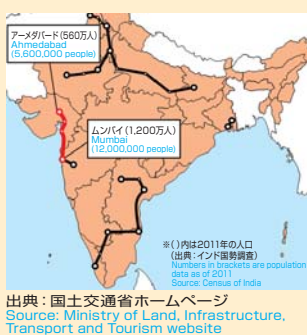 アーメダバード(560万人)
Ahmedabad
(5,600,000 people)
ムンバイ(1,200万人)
Mumbai
(12,000,000 people)
※( )内は2011年の人口
(出典:インド国勢調査)
Numbers in brackets are population
data as of 2011
Source: Census of India
出典:国土交通省ホームページ
Source: Ministry of Land, Infrastructure,
Transport and Tourism website